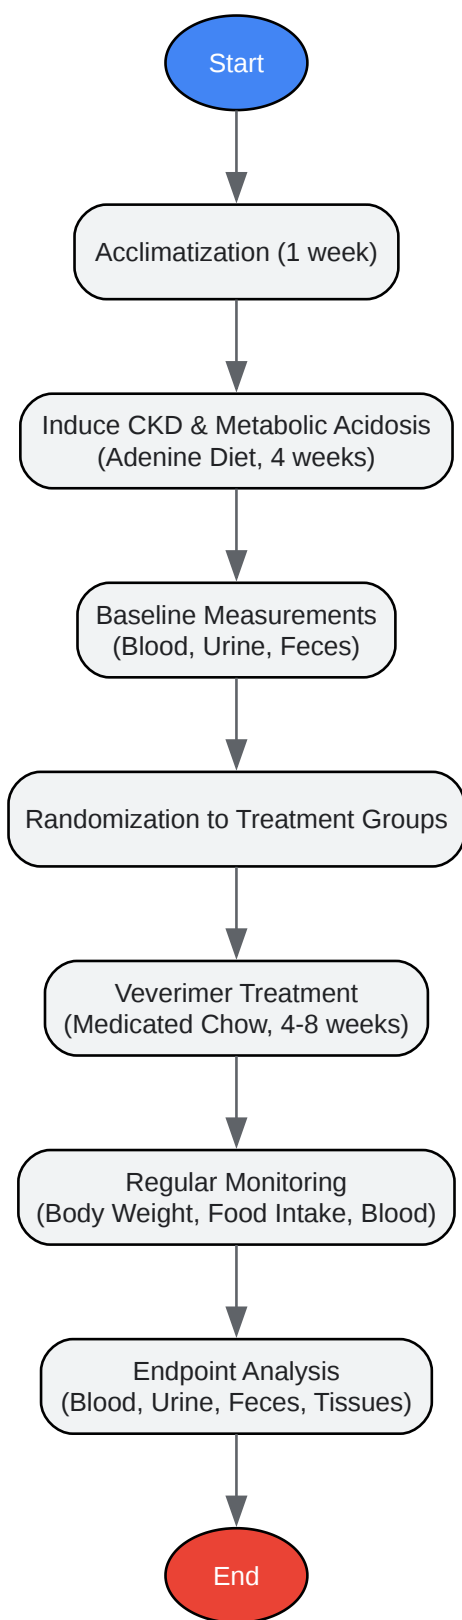 Start
Acclimatization (1 week)
Induce CKD & Metabolic Acidosis
(Adenine Diet, 4 weeks)
Baseline Measurements
(Blood, Urine, Feces)
Randomization to Treatment Groups
Veverimer Treatment
(Medicated Chow, 4-8 weeks)
Regular Monitoring
(Body Weight, Food Intake, Blood)
Endpoint Analysis
(Blood, Urine, Feces, Tissues)
End